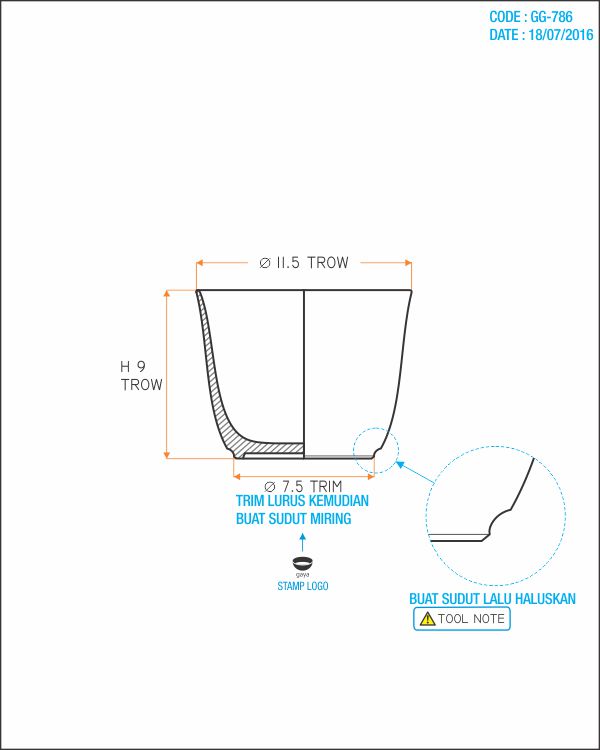 CODE : GG-786
DATE : 18/07/2016
Ø 11.5 TROW
H 9
TROW
Ø 7.5 TRIM
TRIM LURUS KEMUDIAN
BUAT SUDUT MIRING
gaya
STAMP LOGO
BUAT SUDUT LALU HALUSKAN
TOOL NOTE